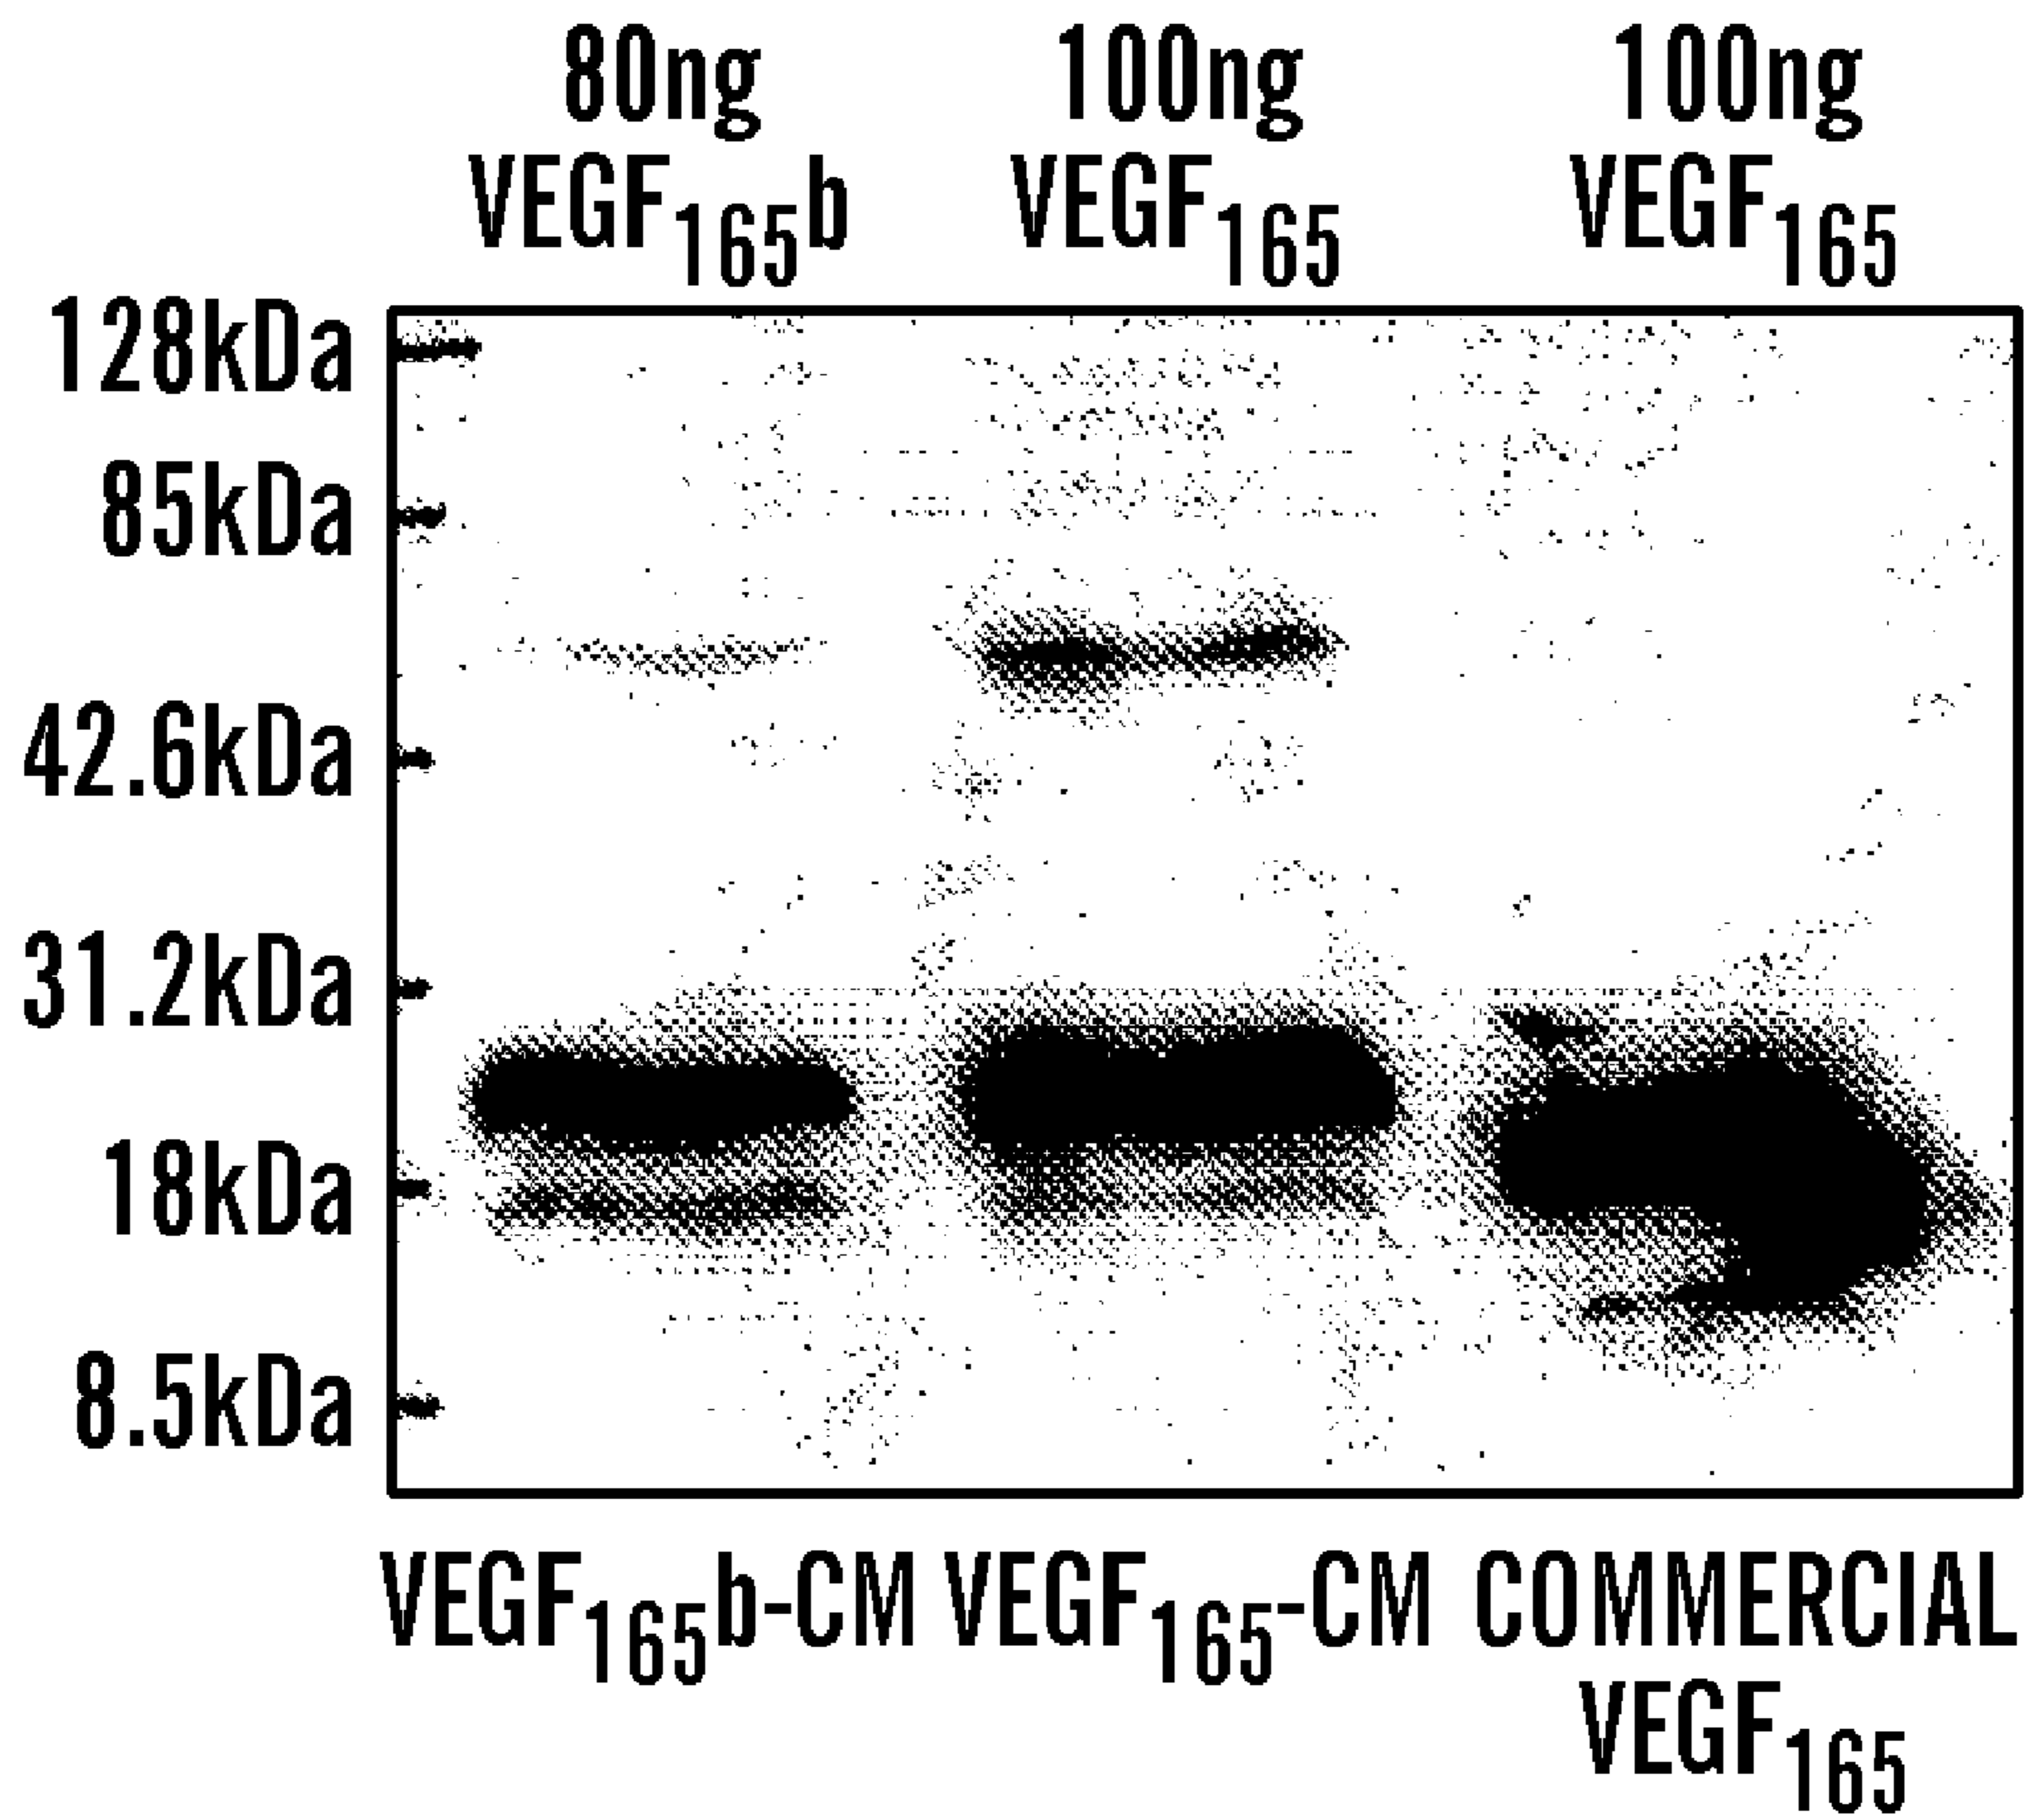 80ng 100ng 100ng
VEGF₁₆₅b VEGF₁₆₅ VEGF₁₆₅
128kDa
85kDa
42.6kDa
31.2kDa
18kDa
8.5kDa
VEGF₁₆₅b-CM VEGF₁₆₅-CM COMMERCIAL
VEGF₁₆₅